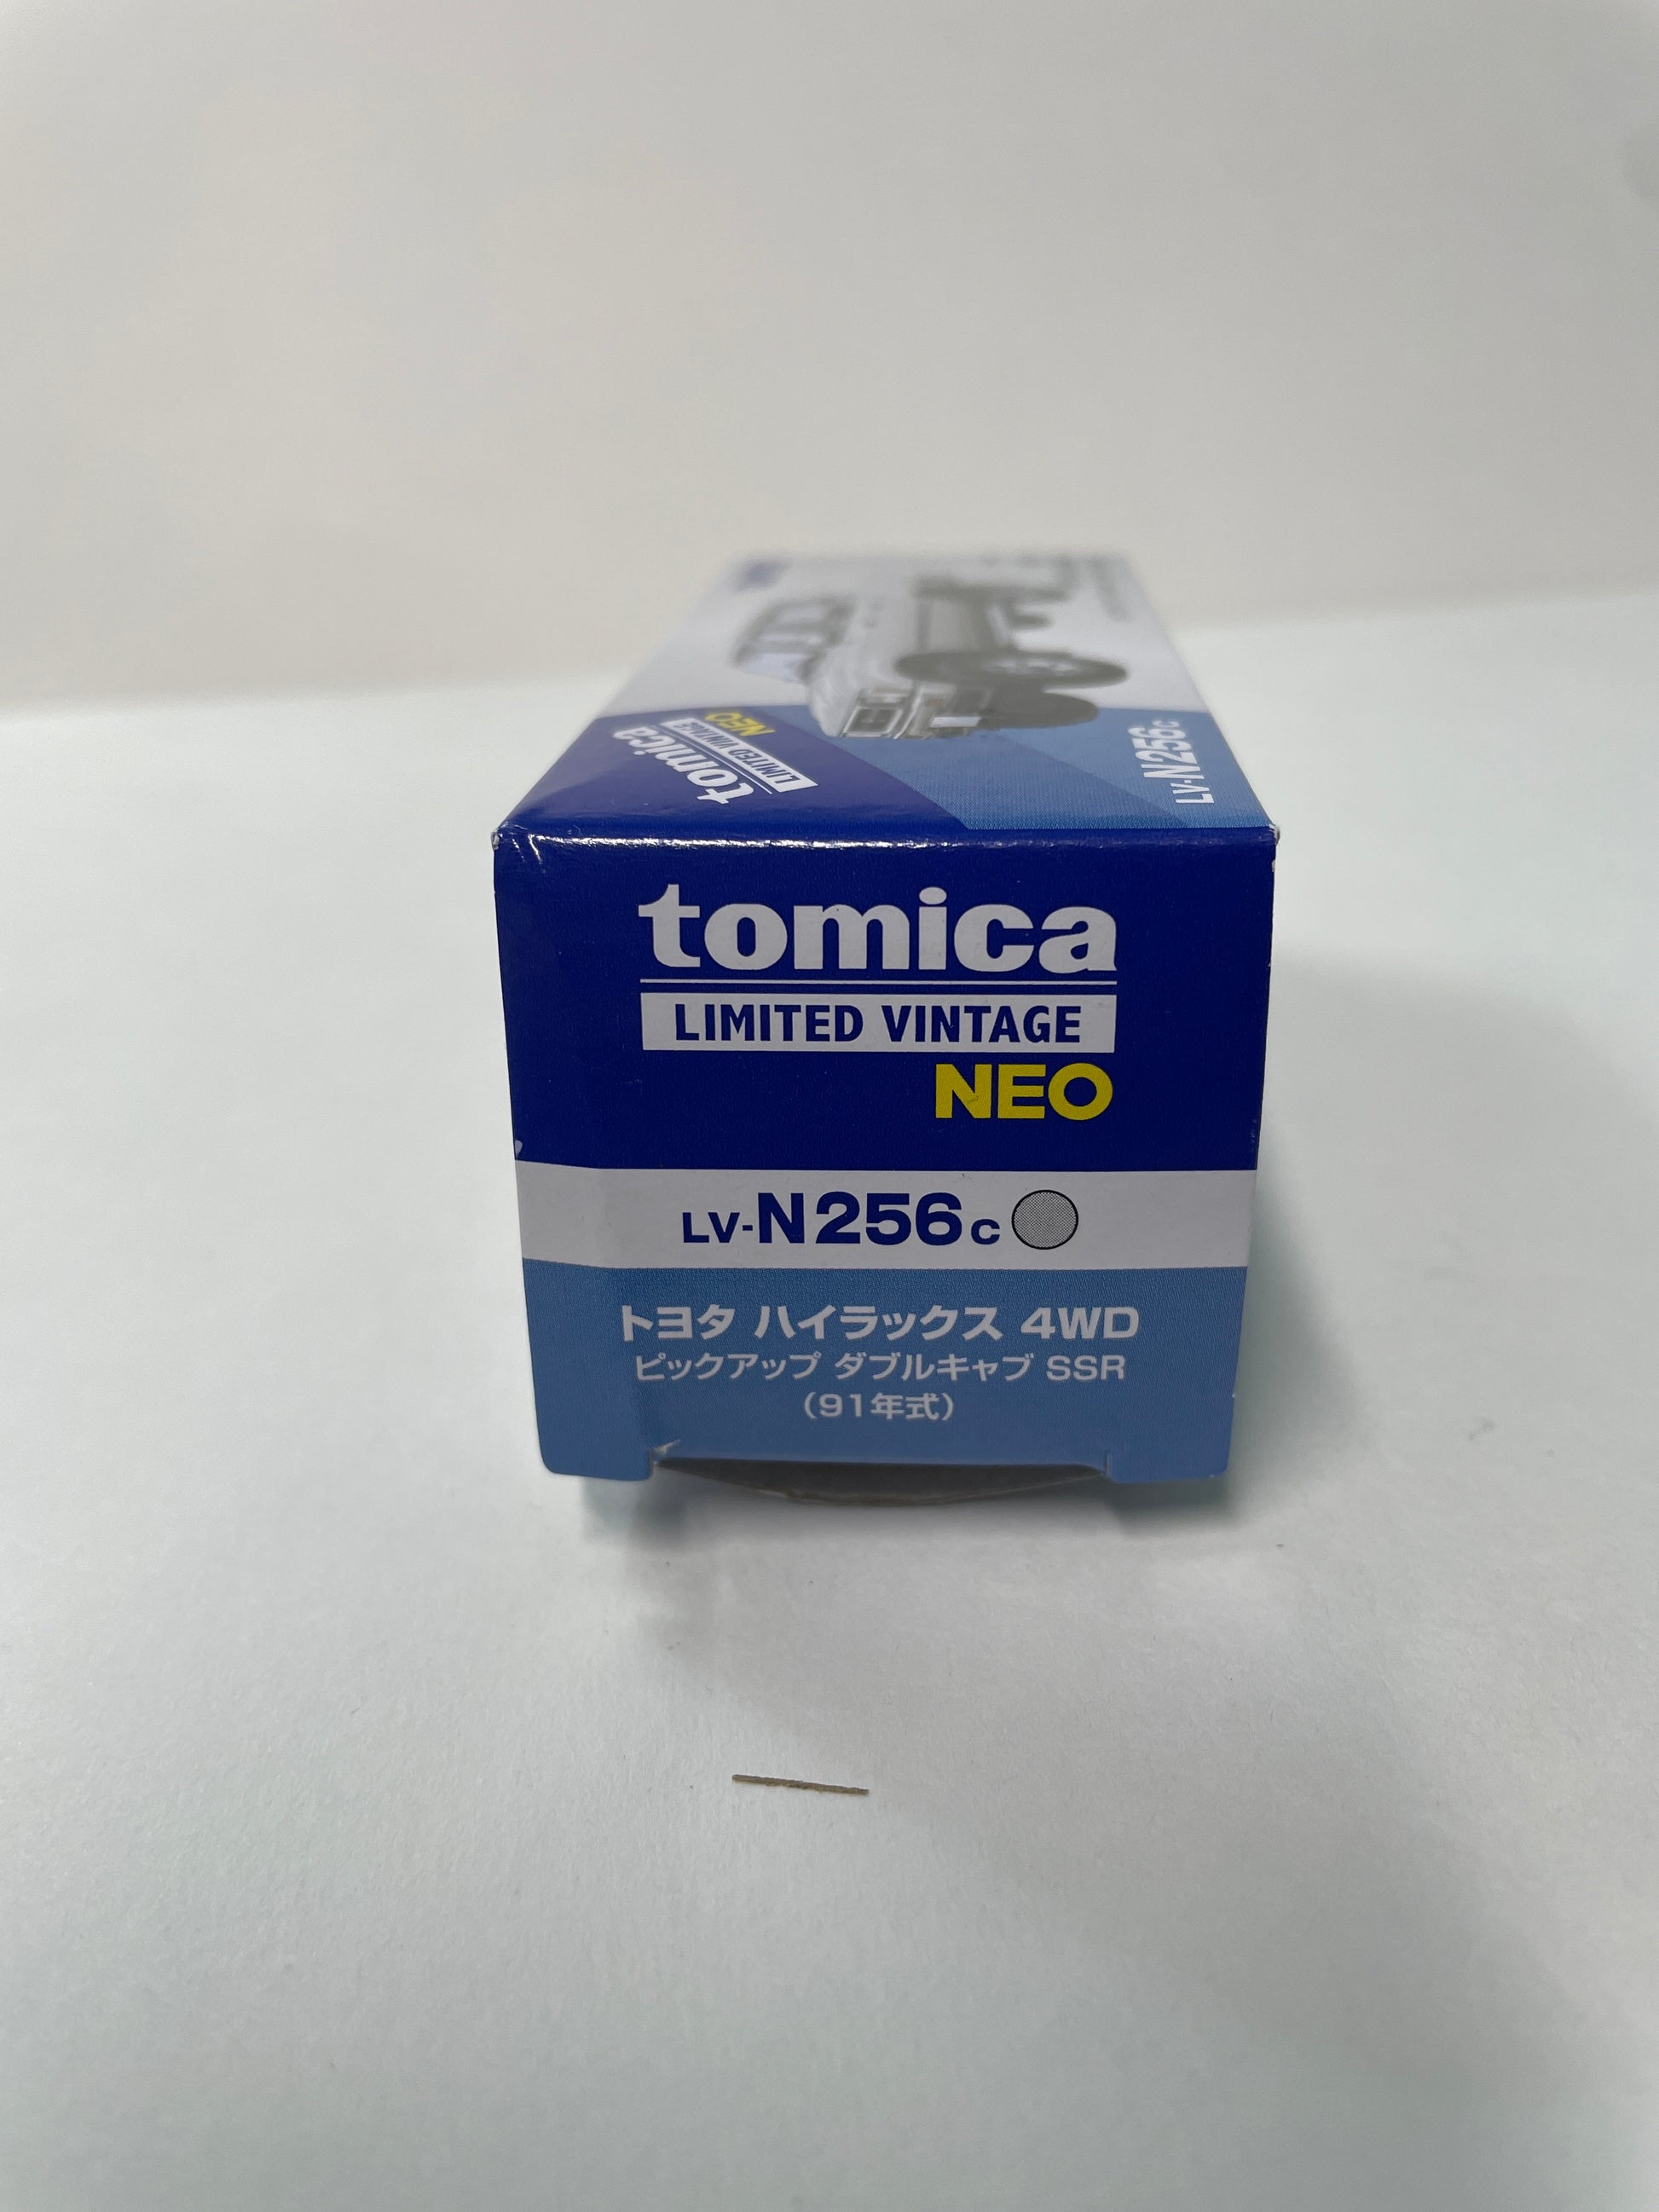 tomica
LIMITED VINTAGE
NEO
LV-N256c
tomica
LIMITED VINTAGE
NEO
LV-N256c
トヨタ ハイラックス 4WD
ピックアップ ダブルキャブ SSR
（91年式）